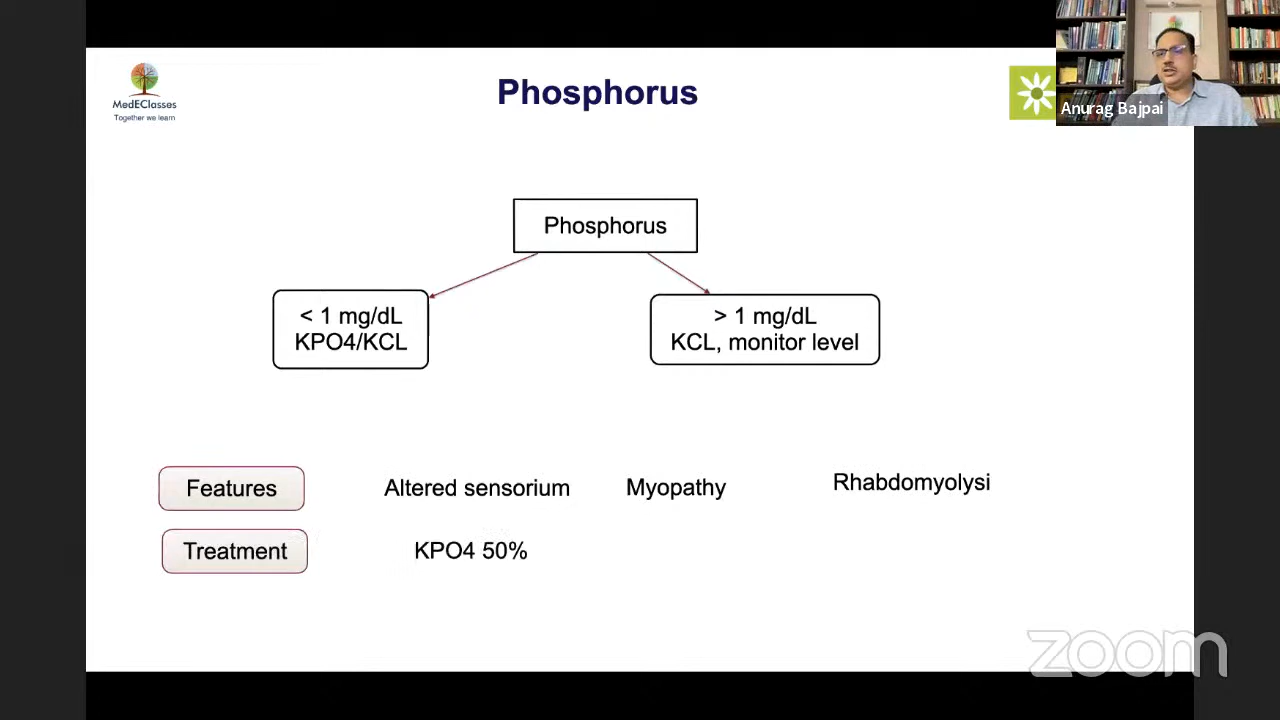 MedEClasses
Together we learn
Phosphorus
Anurag Bajpai
Phosphorus
< 1 mg/dL
KPO4/KCL
> 1 mg/dL
KCL, monitor level
Features
Altered sensorium
Myopathy
Rhabdomyolysi
Treatment
KPO4 50%
zoom